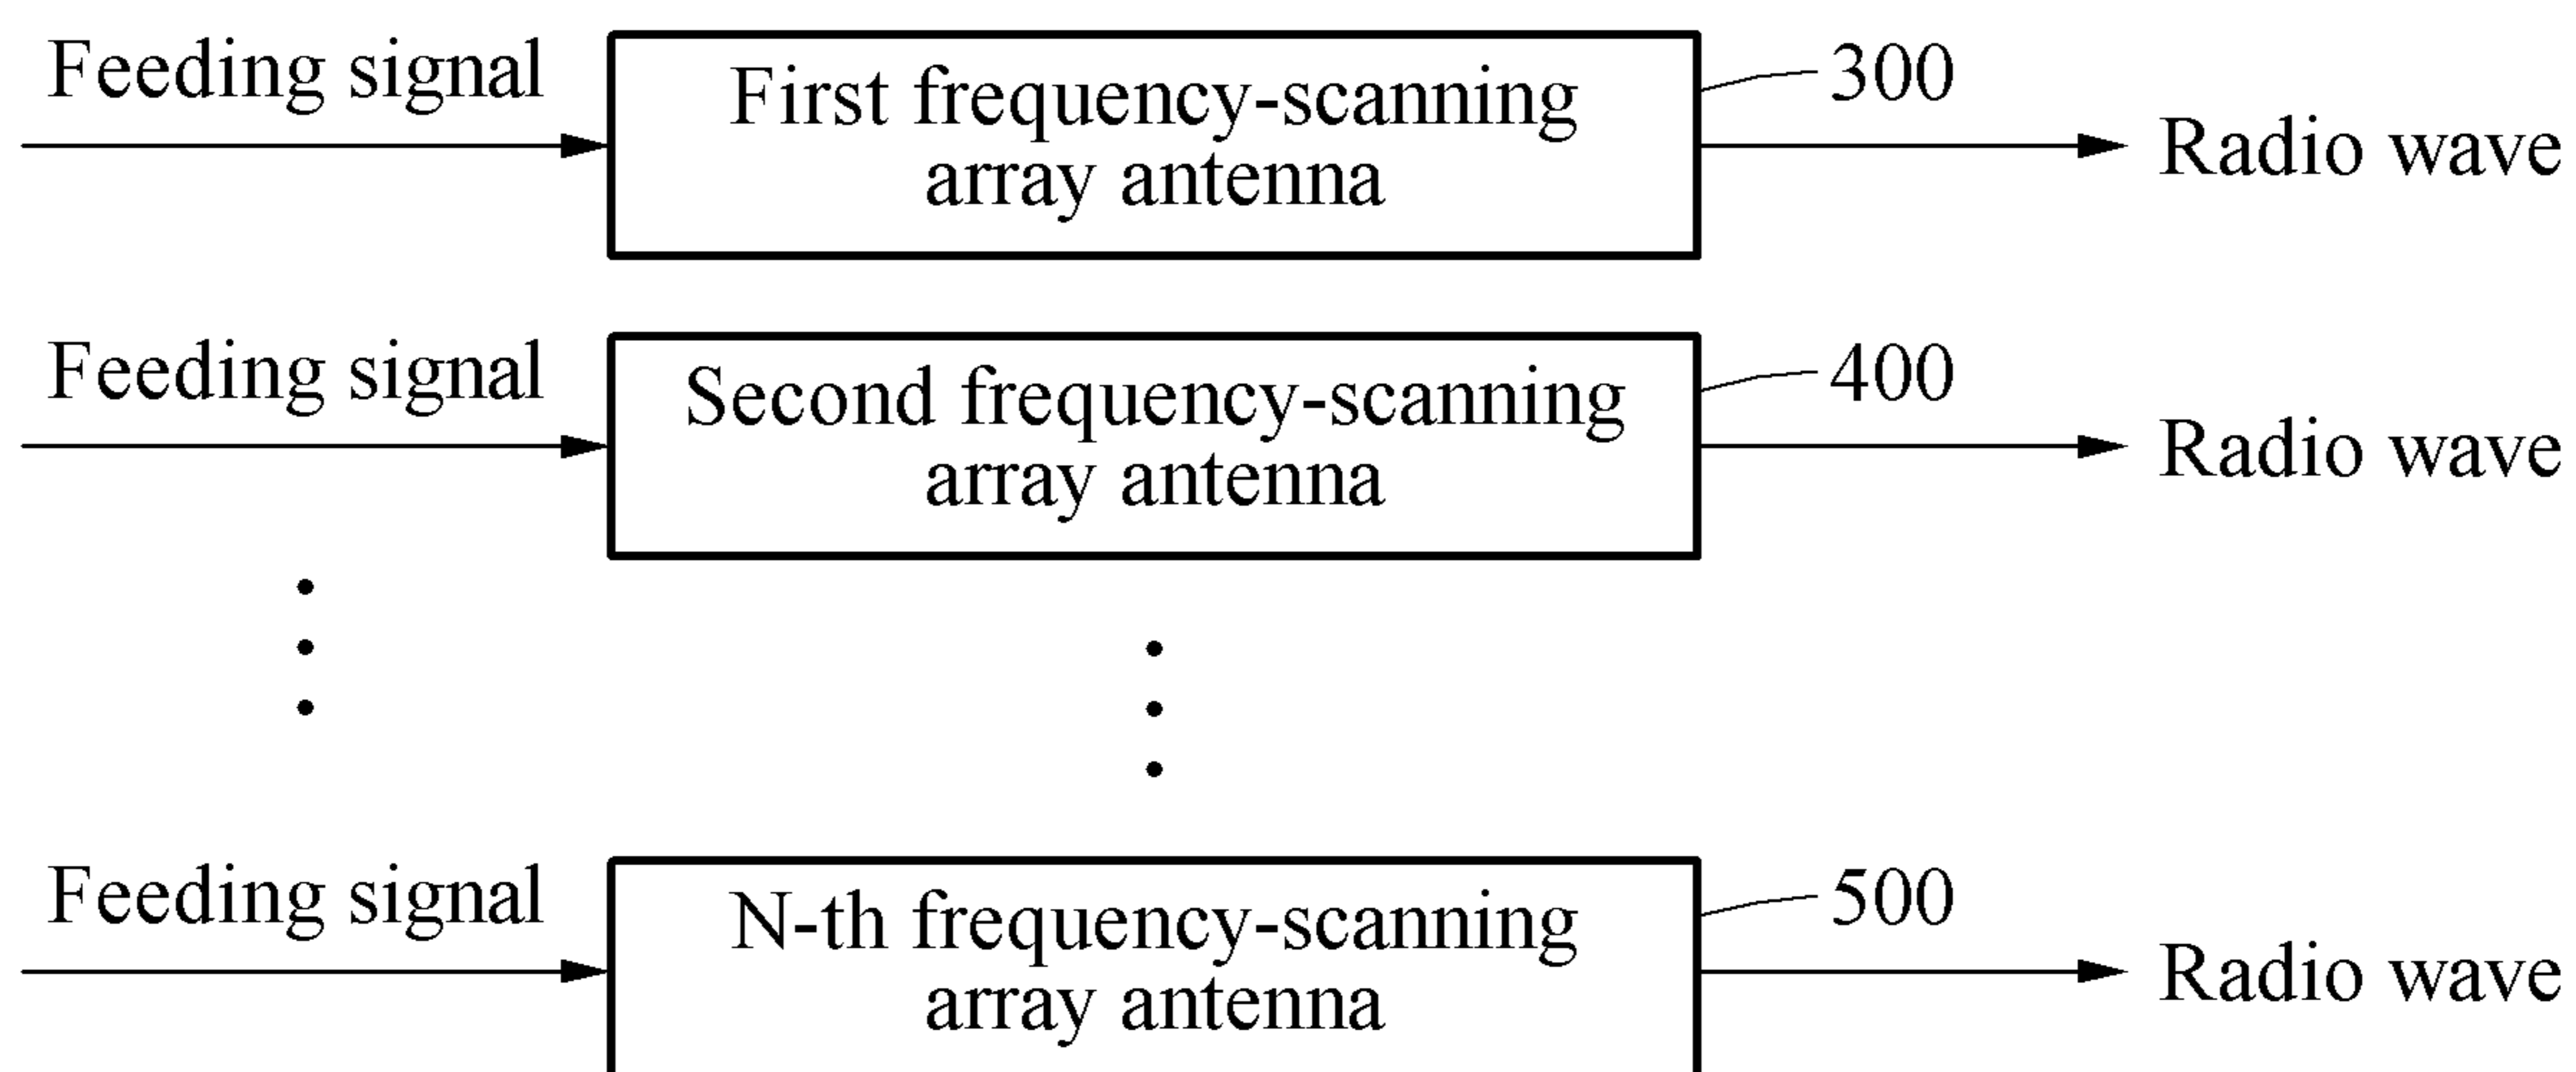 Feeding signal
First frequency-scanning
array antenna
300
Radio wave
Feeding signal
Second frequency-scanning
array antenna
400
Radio wave
Feeding signal
N-th frequency-scanning
array antenna
500
Radio wave